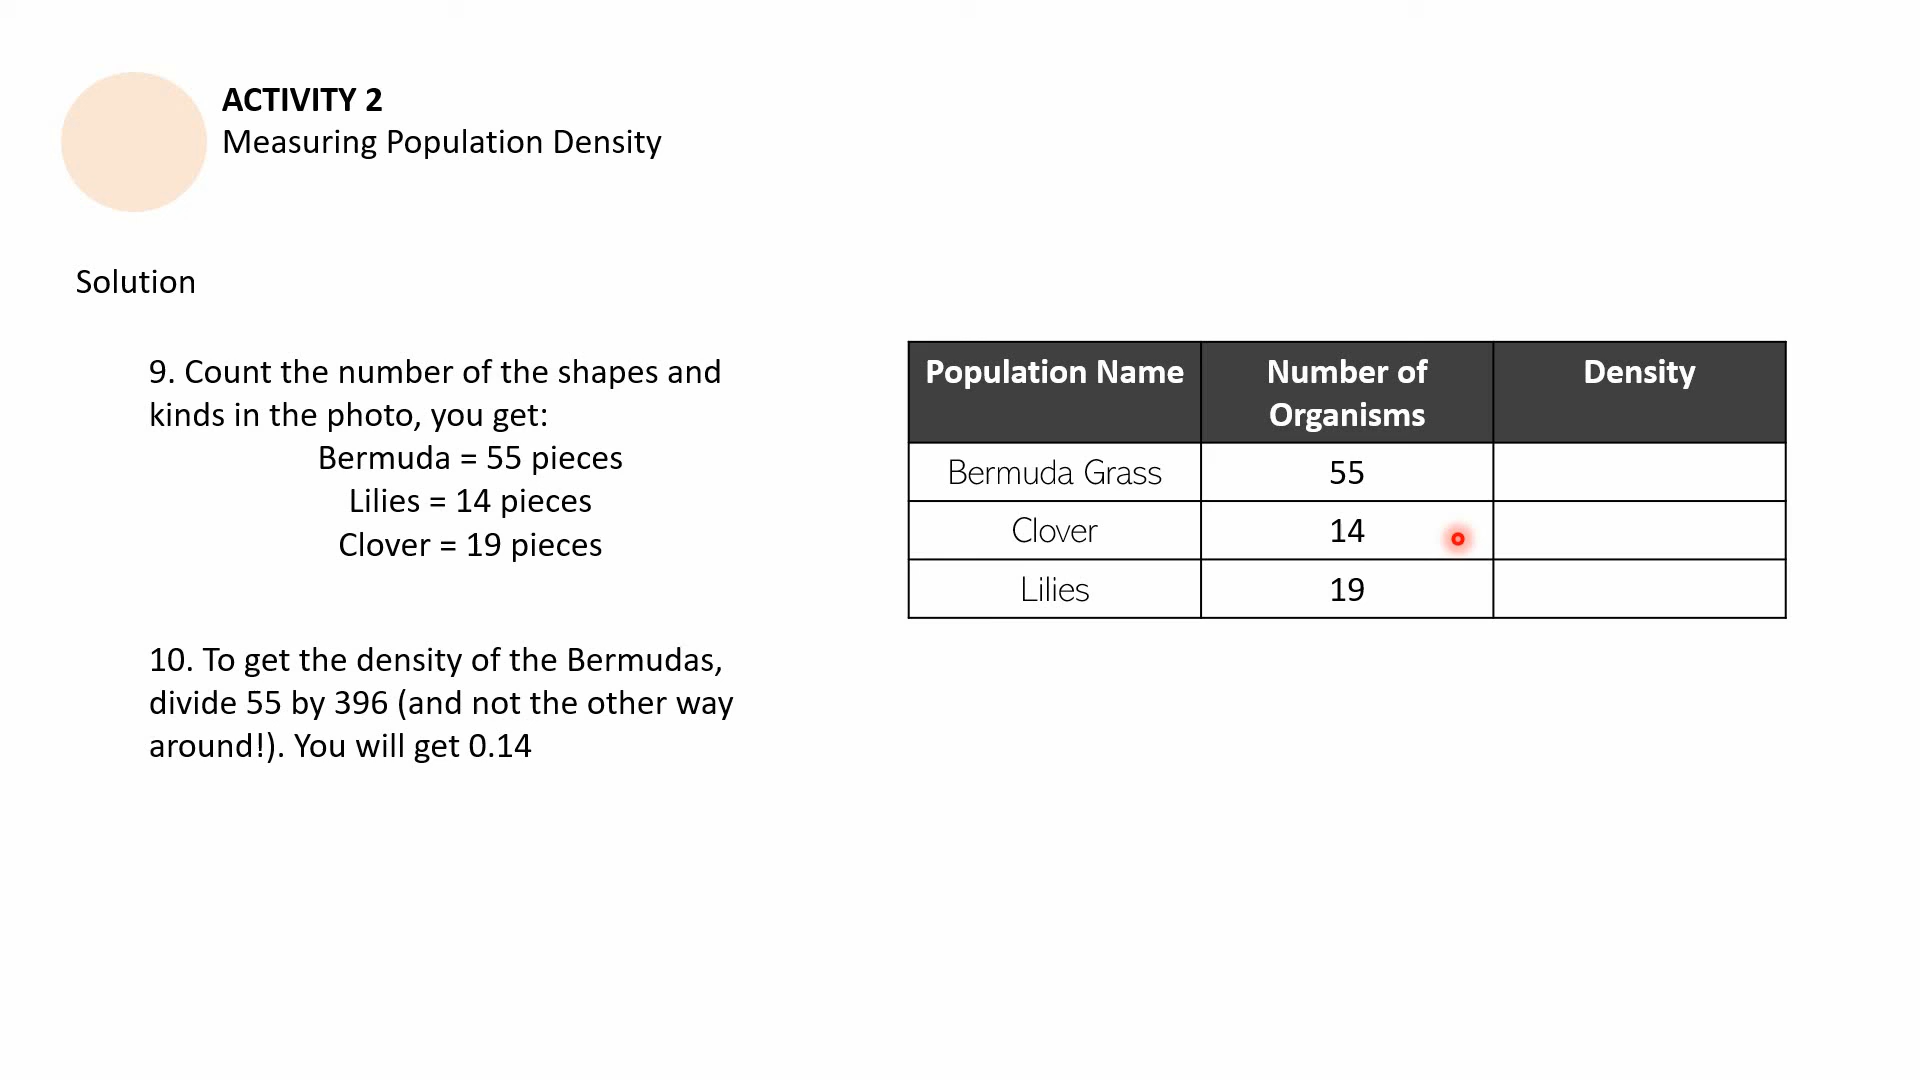 ACTIVITY 2
Measuring Population Density
Solution
9. Count the number of the shapes and
kinds in the photo, you get:
Bermuda = 55 pieces
Lilies = 14 pieces
Clover = 19 pieces
10. To get the density of the Bermudas,
divide 55 by 396 (and not the other way
around!). You will get 0.14
Population Name Number of Organisms Density
Bermuda Grass 55
Clover 14
Lilies 19